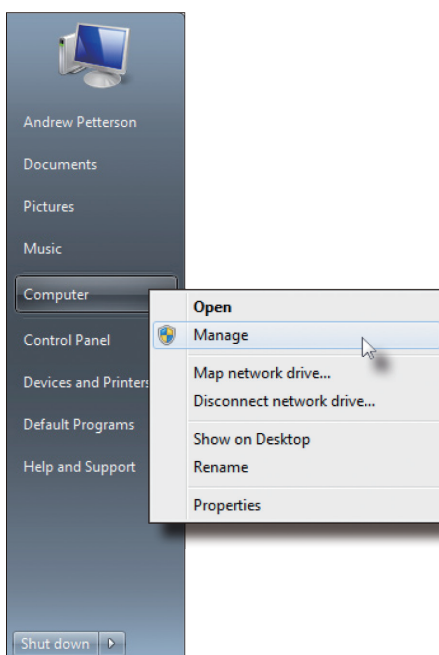 Andrew Petterson
Documents
Pictures
Music
Computer
Control Panel
Devices and Printers
Default Programs
Help and Support
Shut down
Open
Manage
Map network drive...
Disconnect network drive...
Show on Desktop
Rename
Properties